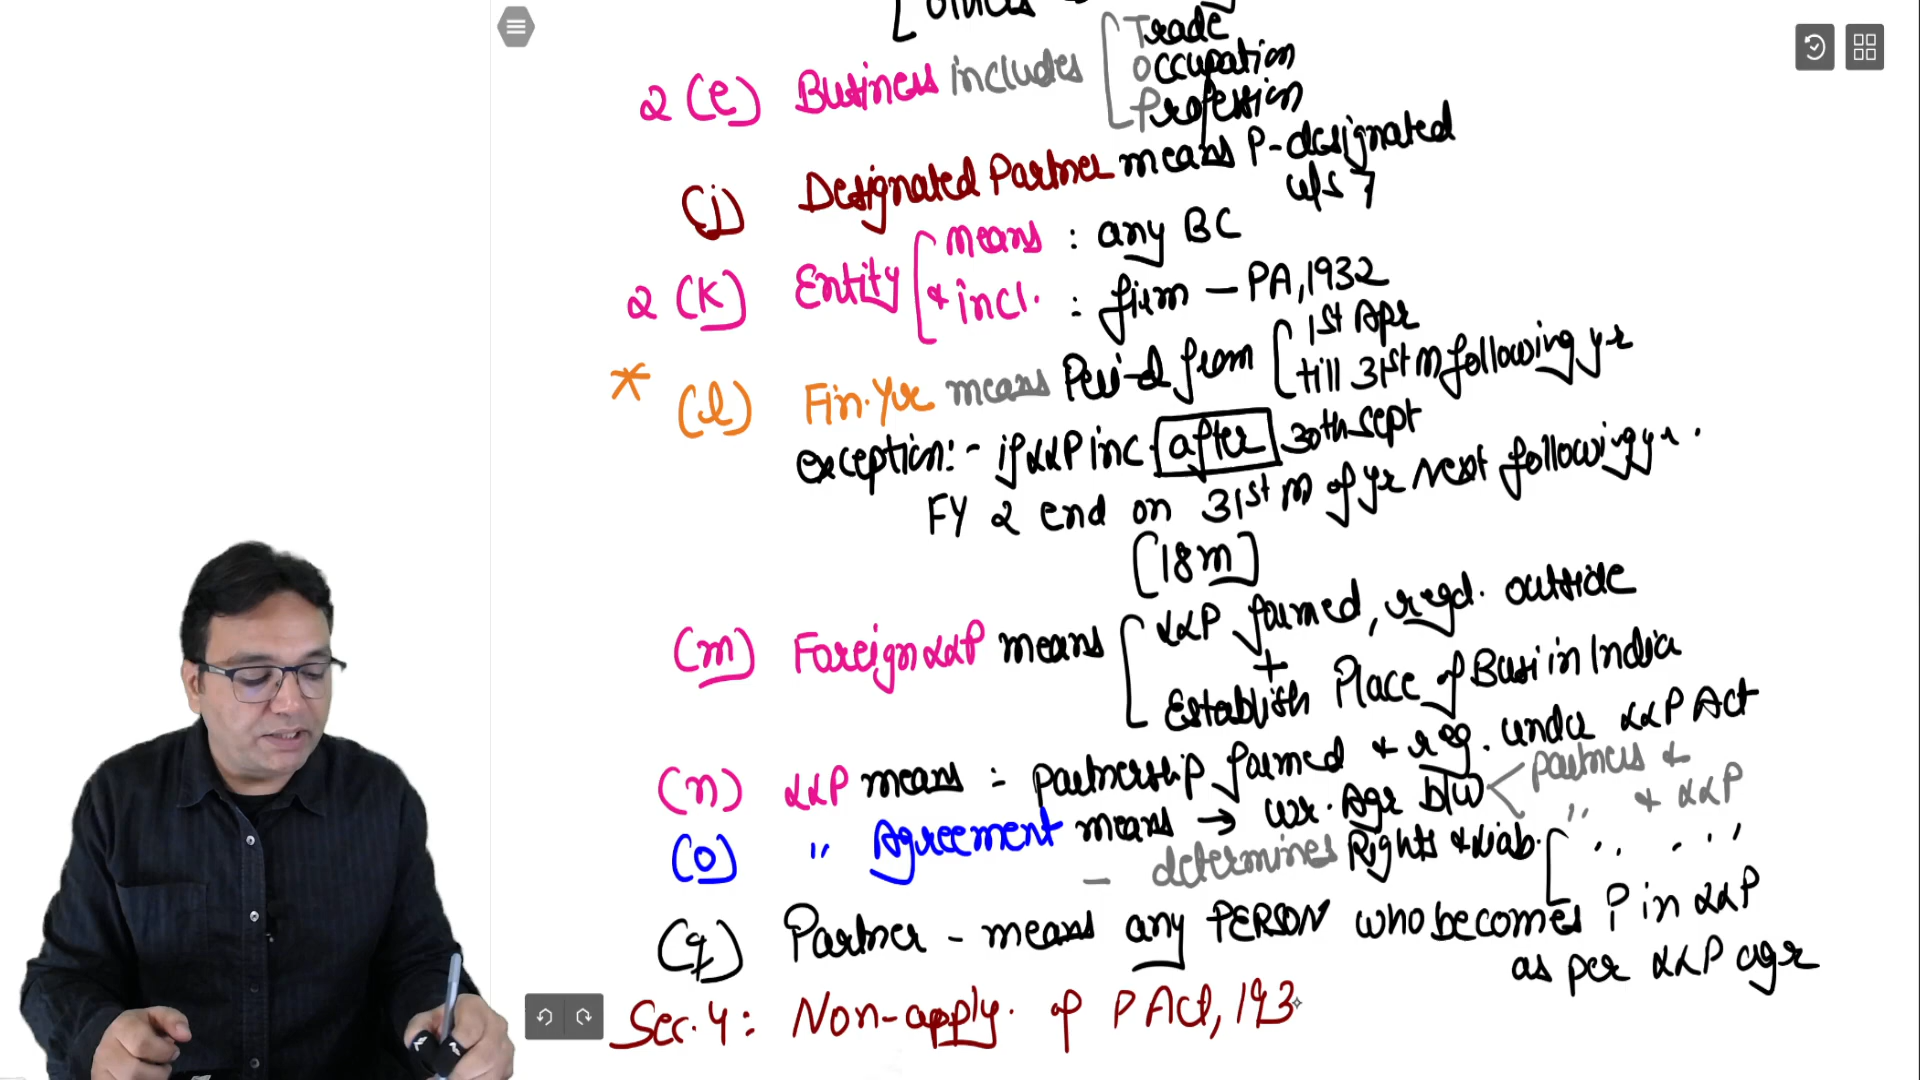 others
2 (e) Business includes Trade
Occupation
Profession
(j) Designated Partner means P-designated
u/s 7
2 (k) Entity means : any BC
& incl. : firm – PA, 1932
* (l) Fin. Yr means Period from 1st Apr
till 31st M following yr
exception:- if LLP inc. after 30th Sept
FY 2 end on 31st M of yr next following yr.
[18m]
(m) Foreign LLP means LLP formed, regd. outside
+
Establish Place of Busi in India
(n) LLP means : partnership formed & reg. under LLP Act
(o) " Agreement means → wr. Agr b/w partners &
" & LLP
– determines Rights & liab. " "
(q) Partner – means any PERSON who becomes P in LLP
as per LLP agr
Sec. 4 : Non-apply. of P Act, 193